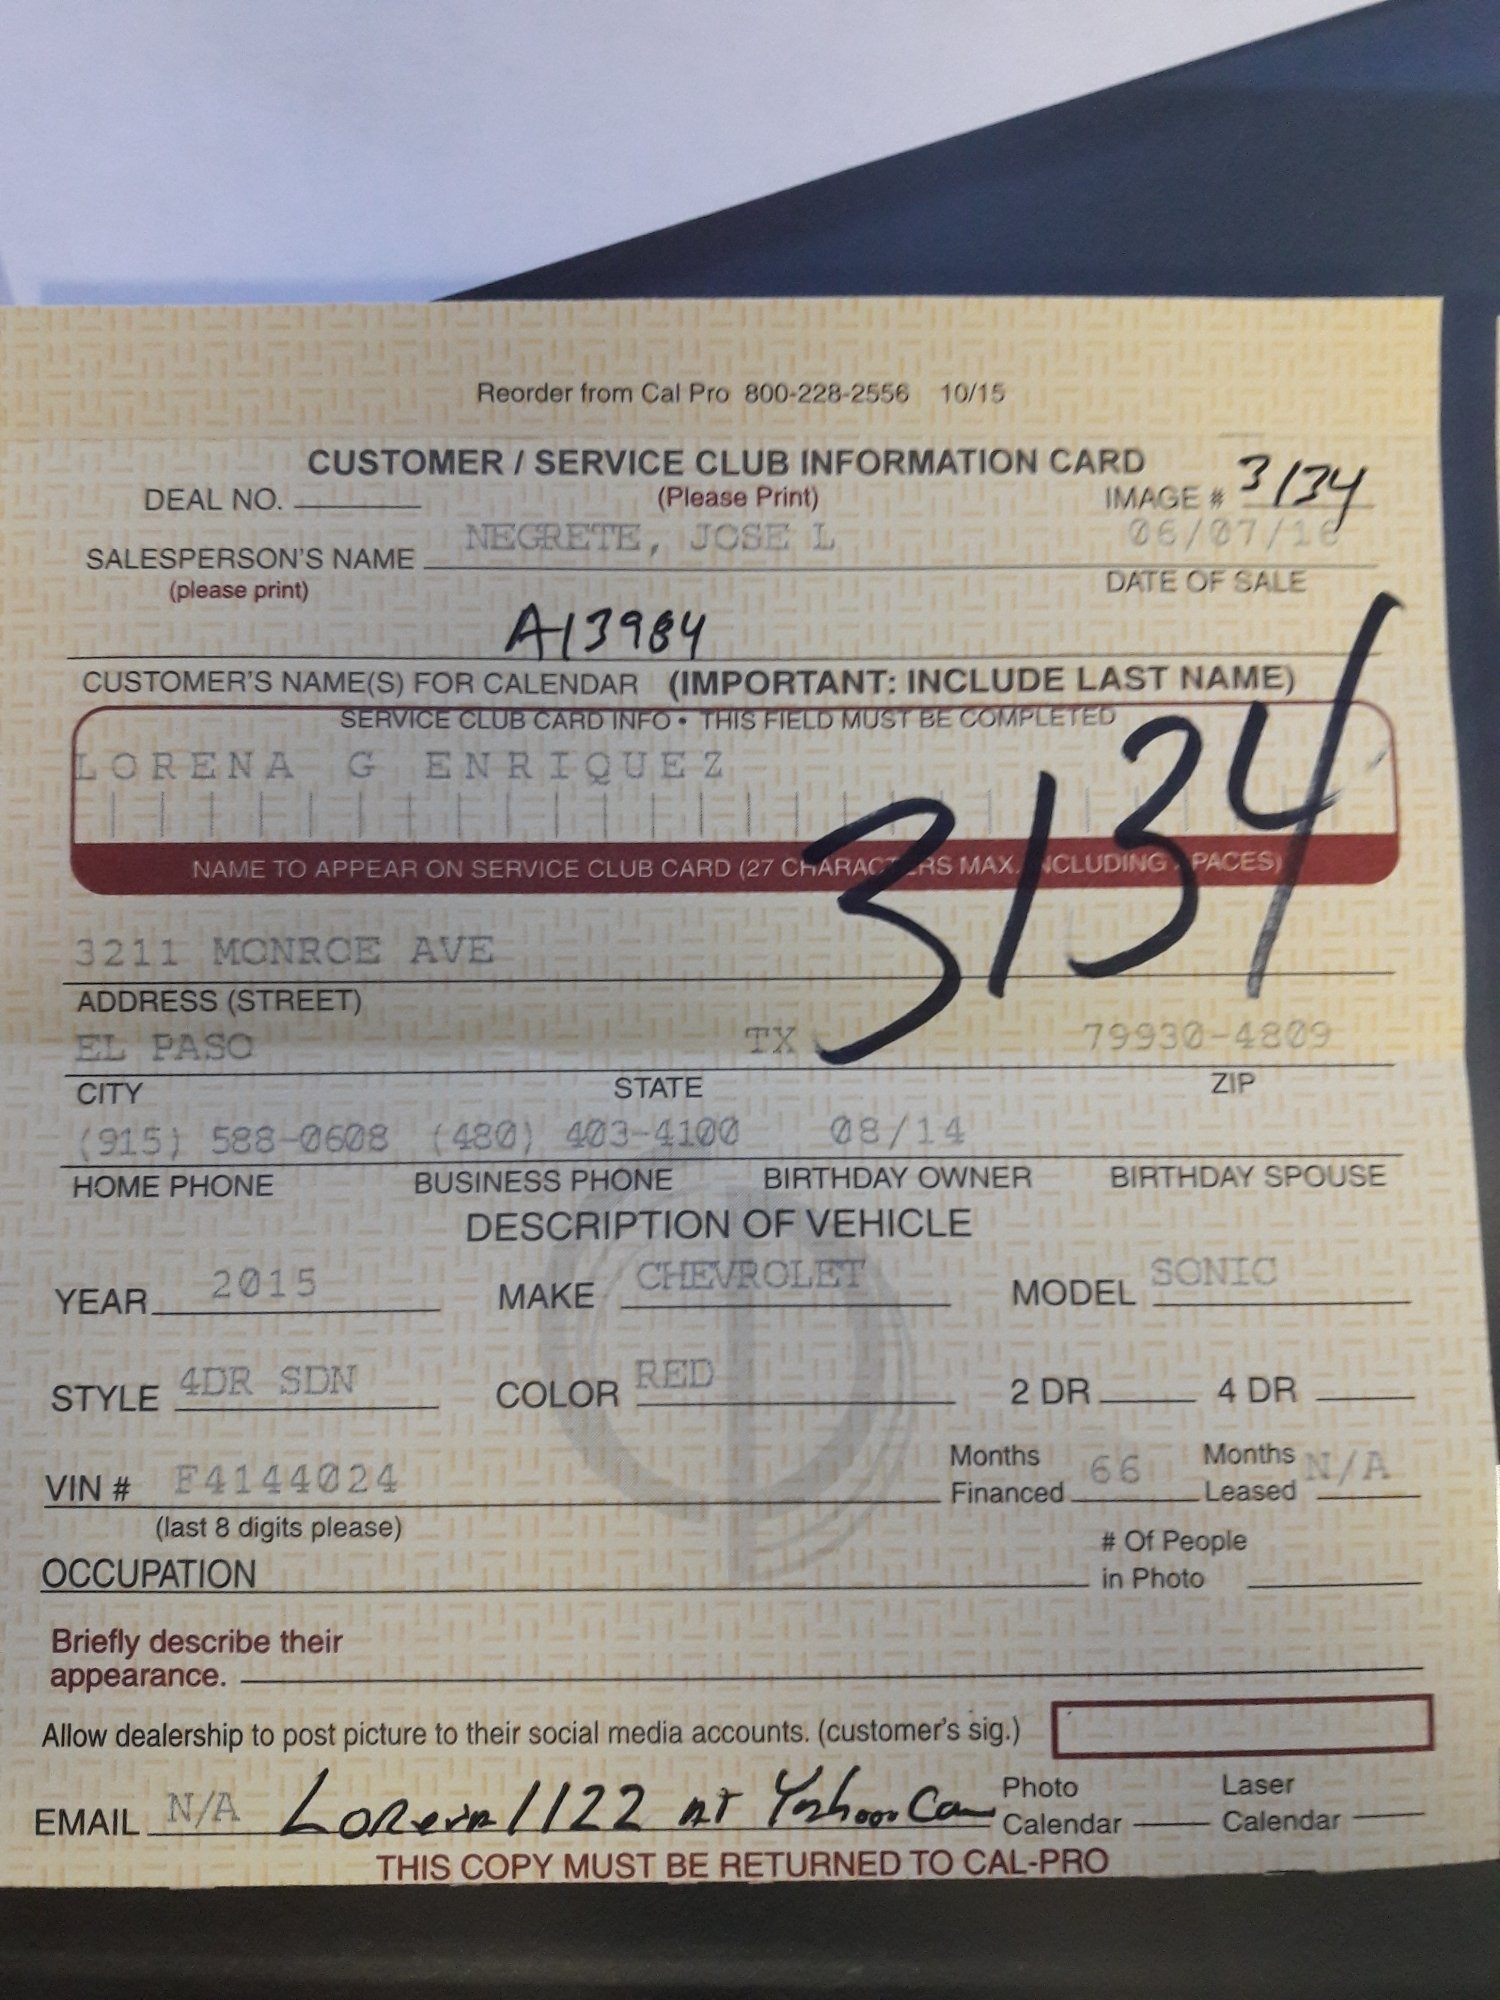 Reorder from Cal Pro 800-228-2556 10/15
CUSTOMER / SERVICE CLUB INFORMATION CARD
DEAL NO. (Please Print) IMAGE # 3134
NEGRETE, JOSE L 06/07/16
SALESPERSON'S NAME
(please print) DATE OF SALE
A13984
CUSTOMER'S NAME(S) FOR CALENDAR (IMPORTANT: INCLUDE LAST NAME)
SERVICE CLUB CARD INFO • THIS FIELD MUST BE COMPLETED
LORENA G ENRIQUEZ
3134
NAME TO APPEAR ON SERVICE CLUB CARD (27 CHARACTERS MAX. INCLUDING SPACES)
3211 MONROE AVE
ADDRESS (STREET)
EL PASO TX 79930-4809
CITY STATE ZIP
(915) 588-0608 (480) 403-4100 08/14
HOME PHONE BUSINESS PHONE BIRTHDAY OWNER BIRTHDAY SPOUSE
DESCRIPTION OF VEHICLE
YEAR 2015 MAKE CHEVROLET MODEL SONIC
STYLE 4DR SDN COLOR RED 2 DR 4 DR
VIN # F4144024 Months Financed 66 Months Leased N/A
(last 8 digits please)
OCCUPATION # Of People in Photo
Briefly describe their
appearance.
Allow dealership to post picture to their social media accounts. (customer's sig.)
EMAIL N/A Lorena1122 at Yahoo.Com Photo Calendar Laser Calendar
THIS COPY MUST BE RETURNED TO CAL-PRO